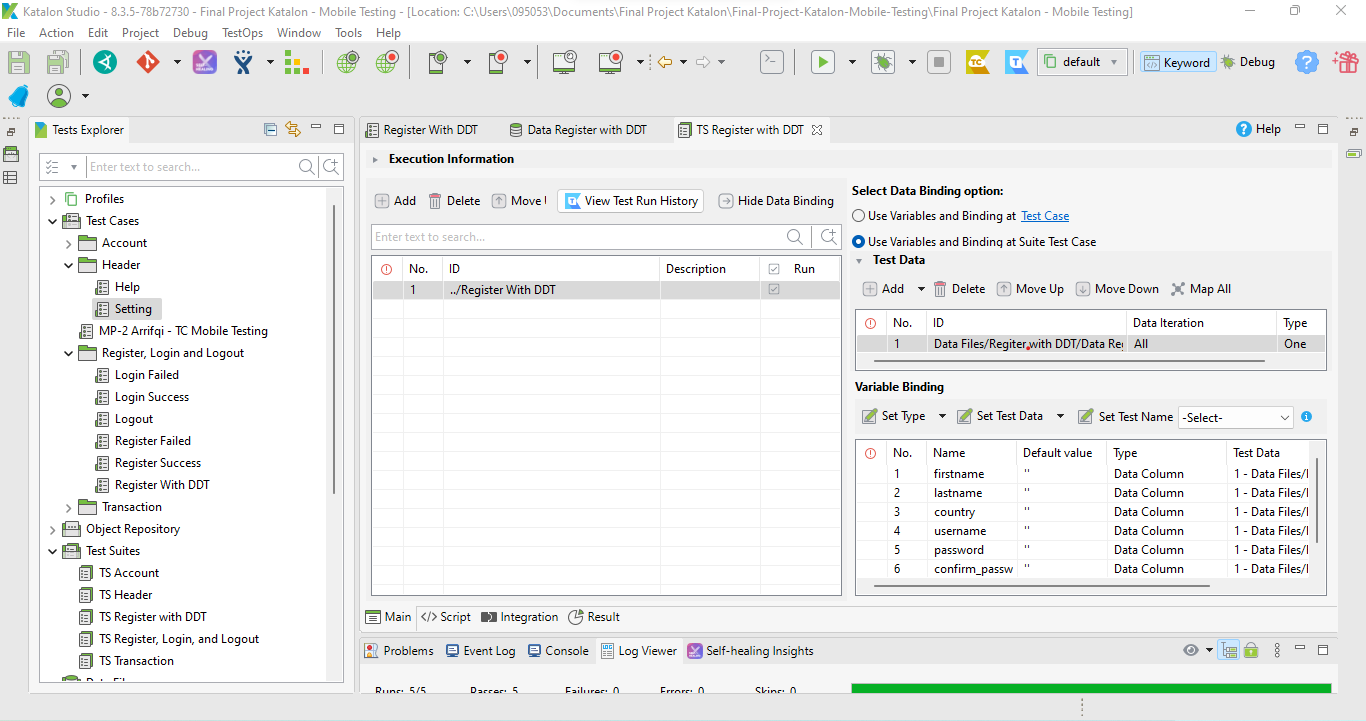 Katalon Studio - 8.3.5-78b72730 - Final Project Katalon - Mobile Testing - [Location: C:\Users\095053\Documents\Final Project Katalon\Final-Project-Katalon-Mobile-Testing\Final Project Katalon - Mobile Testing]
File Action Edit Project Debug TestOps Window Tools Help
default Keyword Debug
Tests Explorer
Enter text to search...
Profiles
Test Cases
Account
Header
Help
Setting
MP-2 Arrifqi - TC Mobile Testing
Register, Login and Logout
Login Failed
Login Success
Logout
Register Failed
Register Success
Register With DDT
Transaction
Object Repository
Test Suites
TS Account
TS Header
TS Register with DDT
TS Register, Login, and Logout
TS Transaction
Register With DDT Data Register with DDT TS Register with DDT Help
Execution Information
Add Delete Move View Test Run History Hide Data Binding
Enter text to search...
No. ID Description Run
1 ../Register With DDT
Select Data Binding option:
Use Variables and Binding at Test Case
Use Variables and Binding at Suite Test Case
Test Data
Add Delete Move Up Move Down Map All
No. ID Data Iteration Type
1 Data Files/Regiter with DDT/Data Re All One
Variable Binding
Set Type Set Test Data Set Test Name -Select-
No. Name Default value Type Test Data
1 firstname '' Data Column 1 - Data Files/
2 lastname '' Data Column 1 - Data Files/
3 country '' Data Column 1 - Data Files/
4 username '' Data Column 1 - Data Files/
5 password '' Data Column 1 - Data Files/
6 confirm_passw '' Data Column 1 - Data Files/
Main </> Script Integration Result
Problems Event Log Console Log Viewer Self-healing Insights
Runs: 5/5 Passes: 5 Failures: 0 Errors: 0 Skips: 0